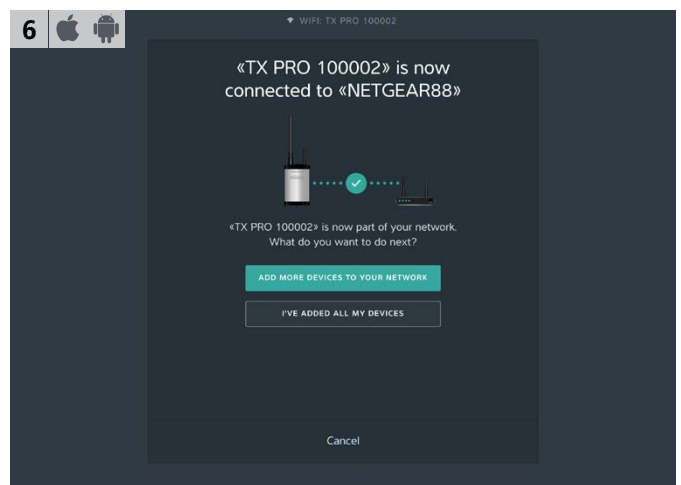 6
WIFI: TX PRO 100002
«TX PRO 100002» is now
connected to «NETGEAR88»
«TX PRO 100002» is now part of your network.
What do you want to do next?
ADD MORE DEVICES TO YOUR NETWORK
I'VE ADDED ALL MY DEVICES
Cancel